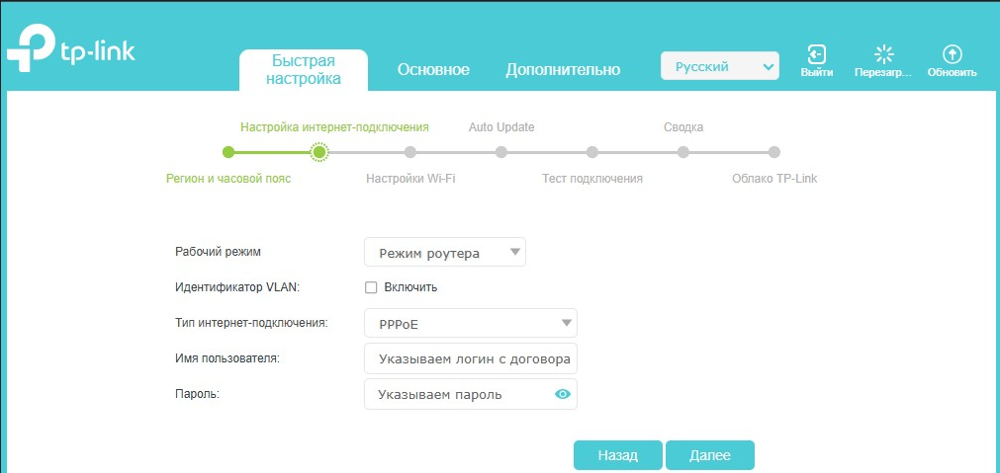 tp-link
Быстрая
настройка
Основное
Дополнительно
Русский
Выйти
Перезагр...
Обновить
Настройка интернет-подключения
Auto Update
Сводка
Регион и часовой пояс
Настройки Wi-Fi
Тест подключения
Облако TP-Link
Рабочий режим
Режим роутера
Идентификатор VLAN:
Включить
Тип интернет-подключения:
PPPoE
Имя пользователя:
Указываем логин с договора
Пароль:
Указываем пароль
Назад
Далее